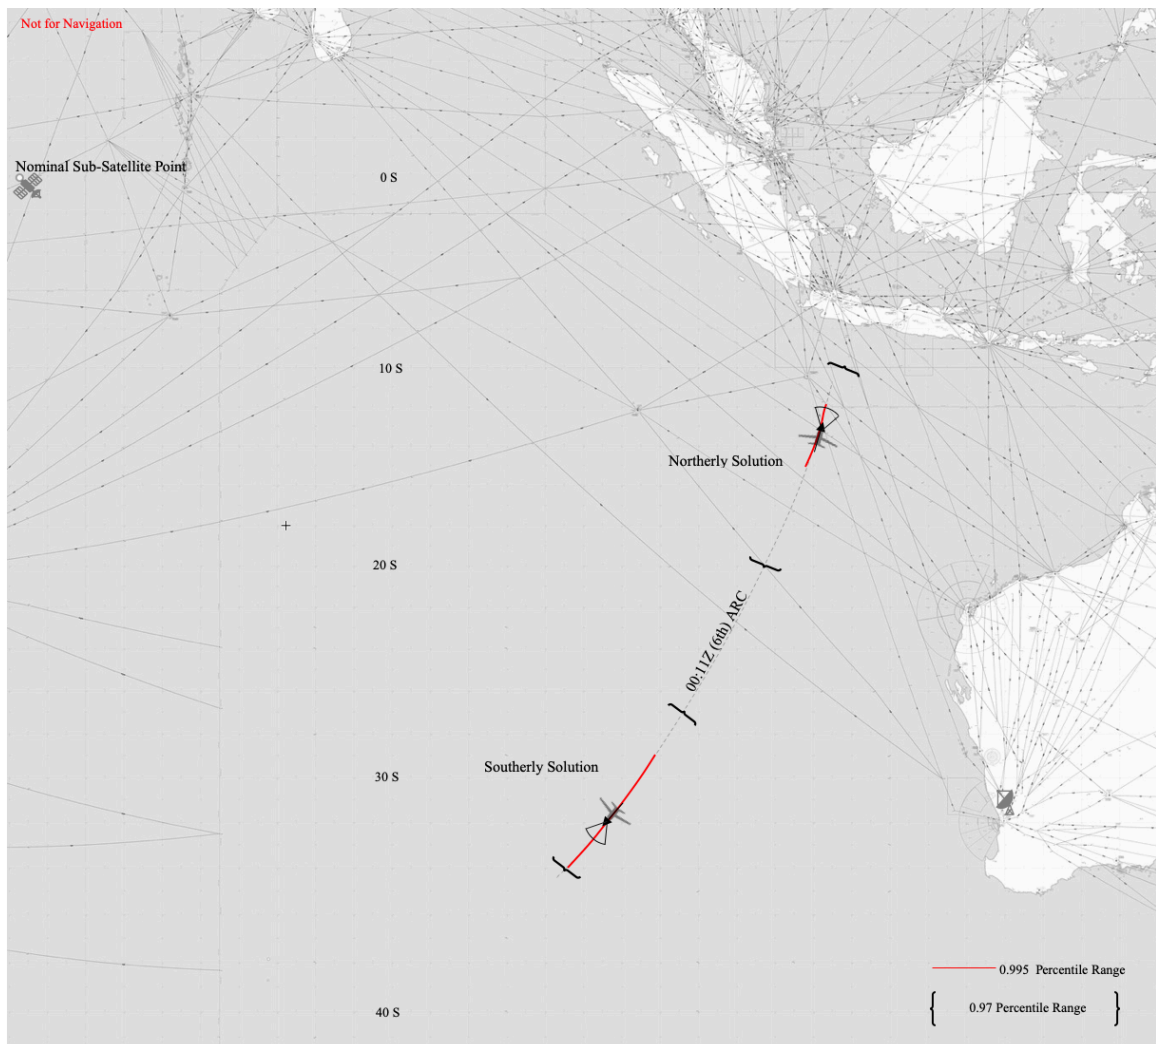 Not for Navigation
Nominal Sub-Satellite Point
0 S
10 S
Northerly Solution
20 S
00:11Z (6th) ARC
Southerly Solution
30 S
0.995 Percentile Range
0.97 Percentile Range
40 S